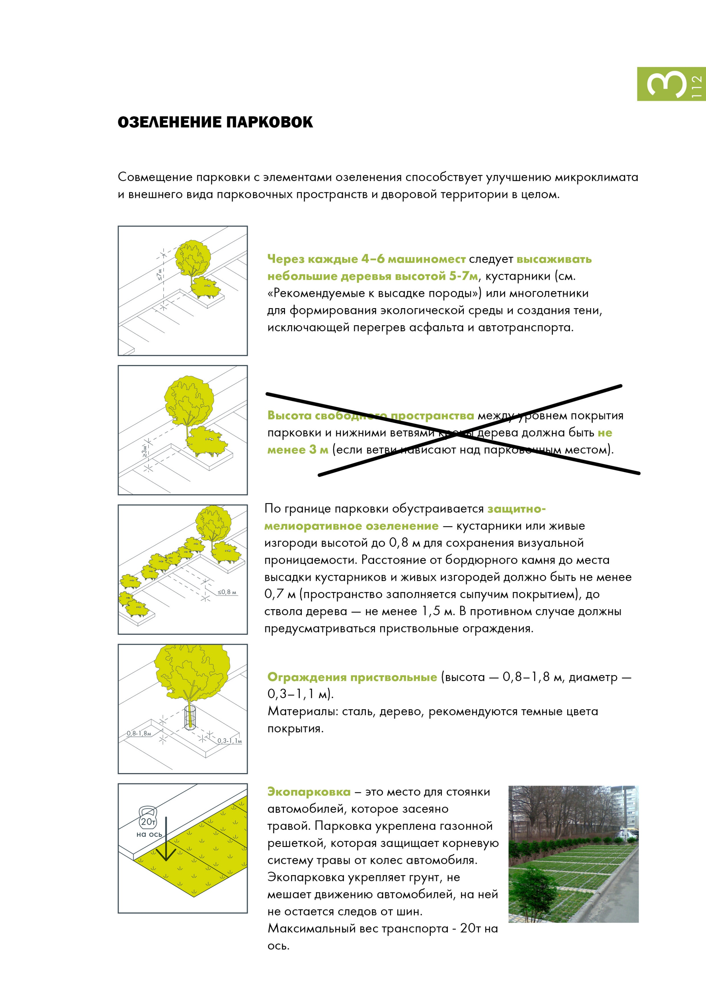 3
112
ОЗЕЛЕНЕНИЕ ПАРКОВОК
Совмещение парковки с элементами озеленения способствует улучшению микроклимата
и внешнего вида парковочных пространств и дворовой территории в целом.
≤7м
Через каждые 4–6 машиномест следует высаживать
небольшие деревья высотой 5-7м, кустарники (см.
«Рекомендуемые к высадке породы») или многолетники
для формирования экологической среды и создания тени,
исключающей перегрев асфальта и автотранспорта.
≥3м
Высота свободного пространства между уровнем покрытия
парковки и нижними ветвями кроны дерева должна быть не
менее 3 м (если ветви нависают над парковочным местом).
≤0,8 м
По границе парковки обустраивается защитно-
мелиоративное озеленение — кустарники или живые
изгороди высотой до 0,8 м для сохранения визуальной
проницаемости. Расстояние от бордюрного камня до места
высадки кустарников и живых изгородей должно быть не менее
0,7 м (пространство заполняется сыпучим покрытием), до
ствола дерева — не менее 1,5 м. В противном случае должны
предусматриваться приствольные ограждения.
0,8-1,8м
0,3-1,1м
Ограждения приствольные (высота — 0,8–1,8 м, диаметр —
0,3–1,1 м).
Материалы: сталь, дерево, рекомендуются темные цвета
покрытия.
20т
на ось
Экопарковка – это место для стоянки
автомобилей, которое засеяно
травой. Парковка укреплена газонной
решеткой, которая защищает корневую
систему травы от колес автомобиля.
Экопарковка укрепляет грунт, не
мешает движению автомобилей, на ней
не остается следов от шин.
Максимальный вес транспорта - 20т на
ось.